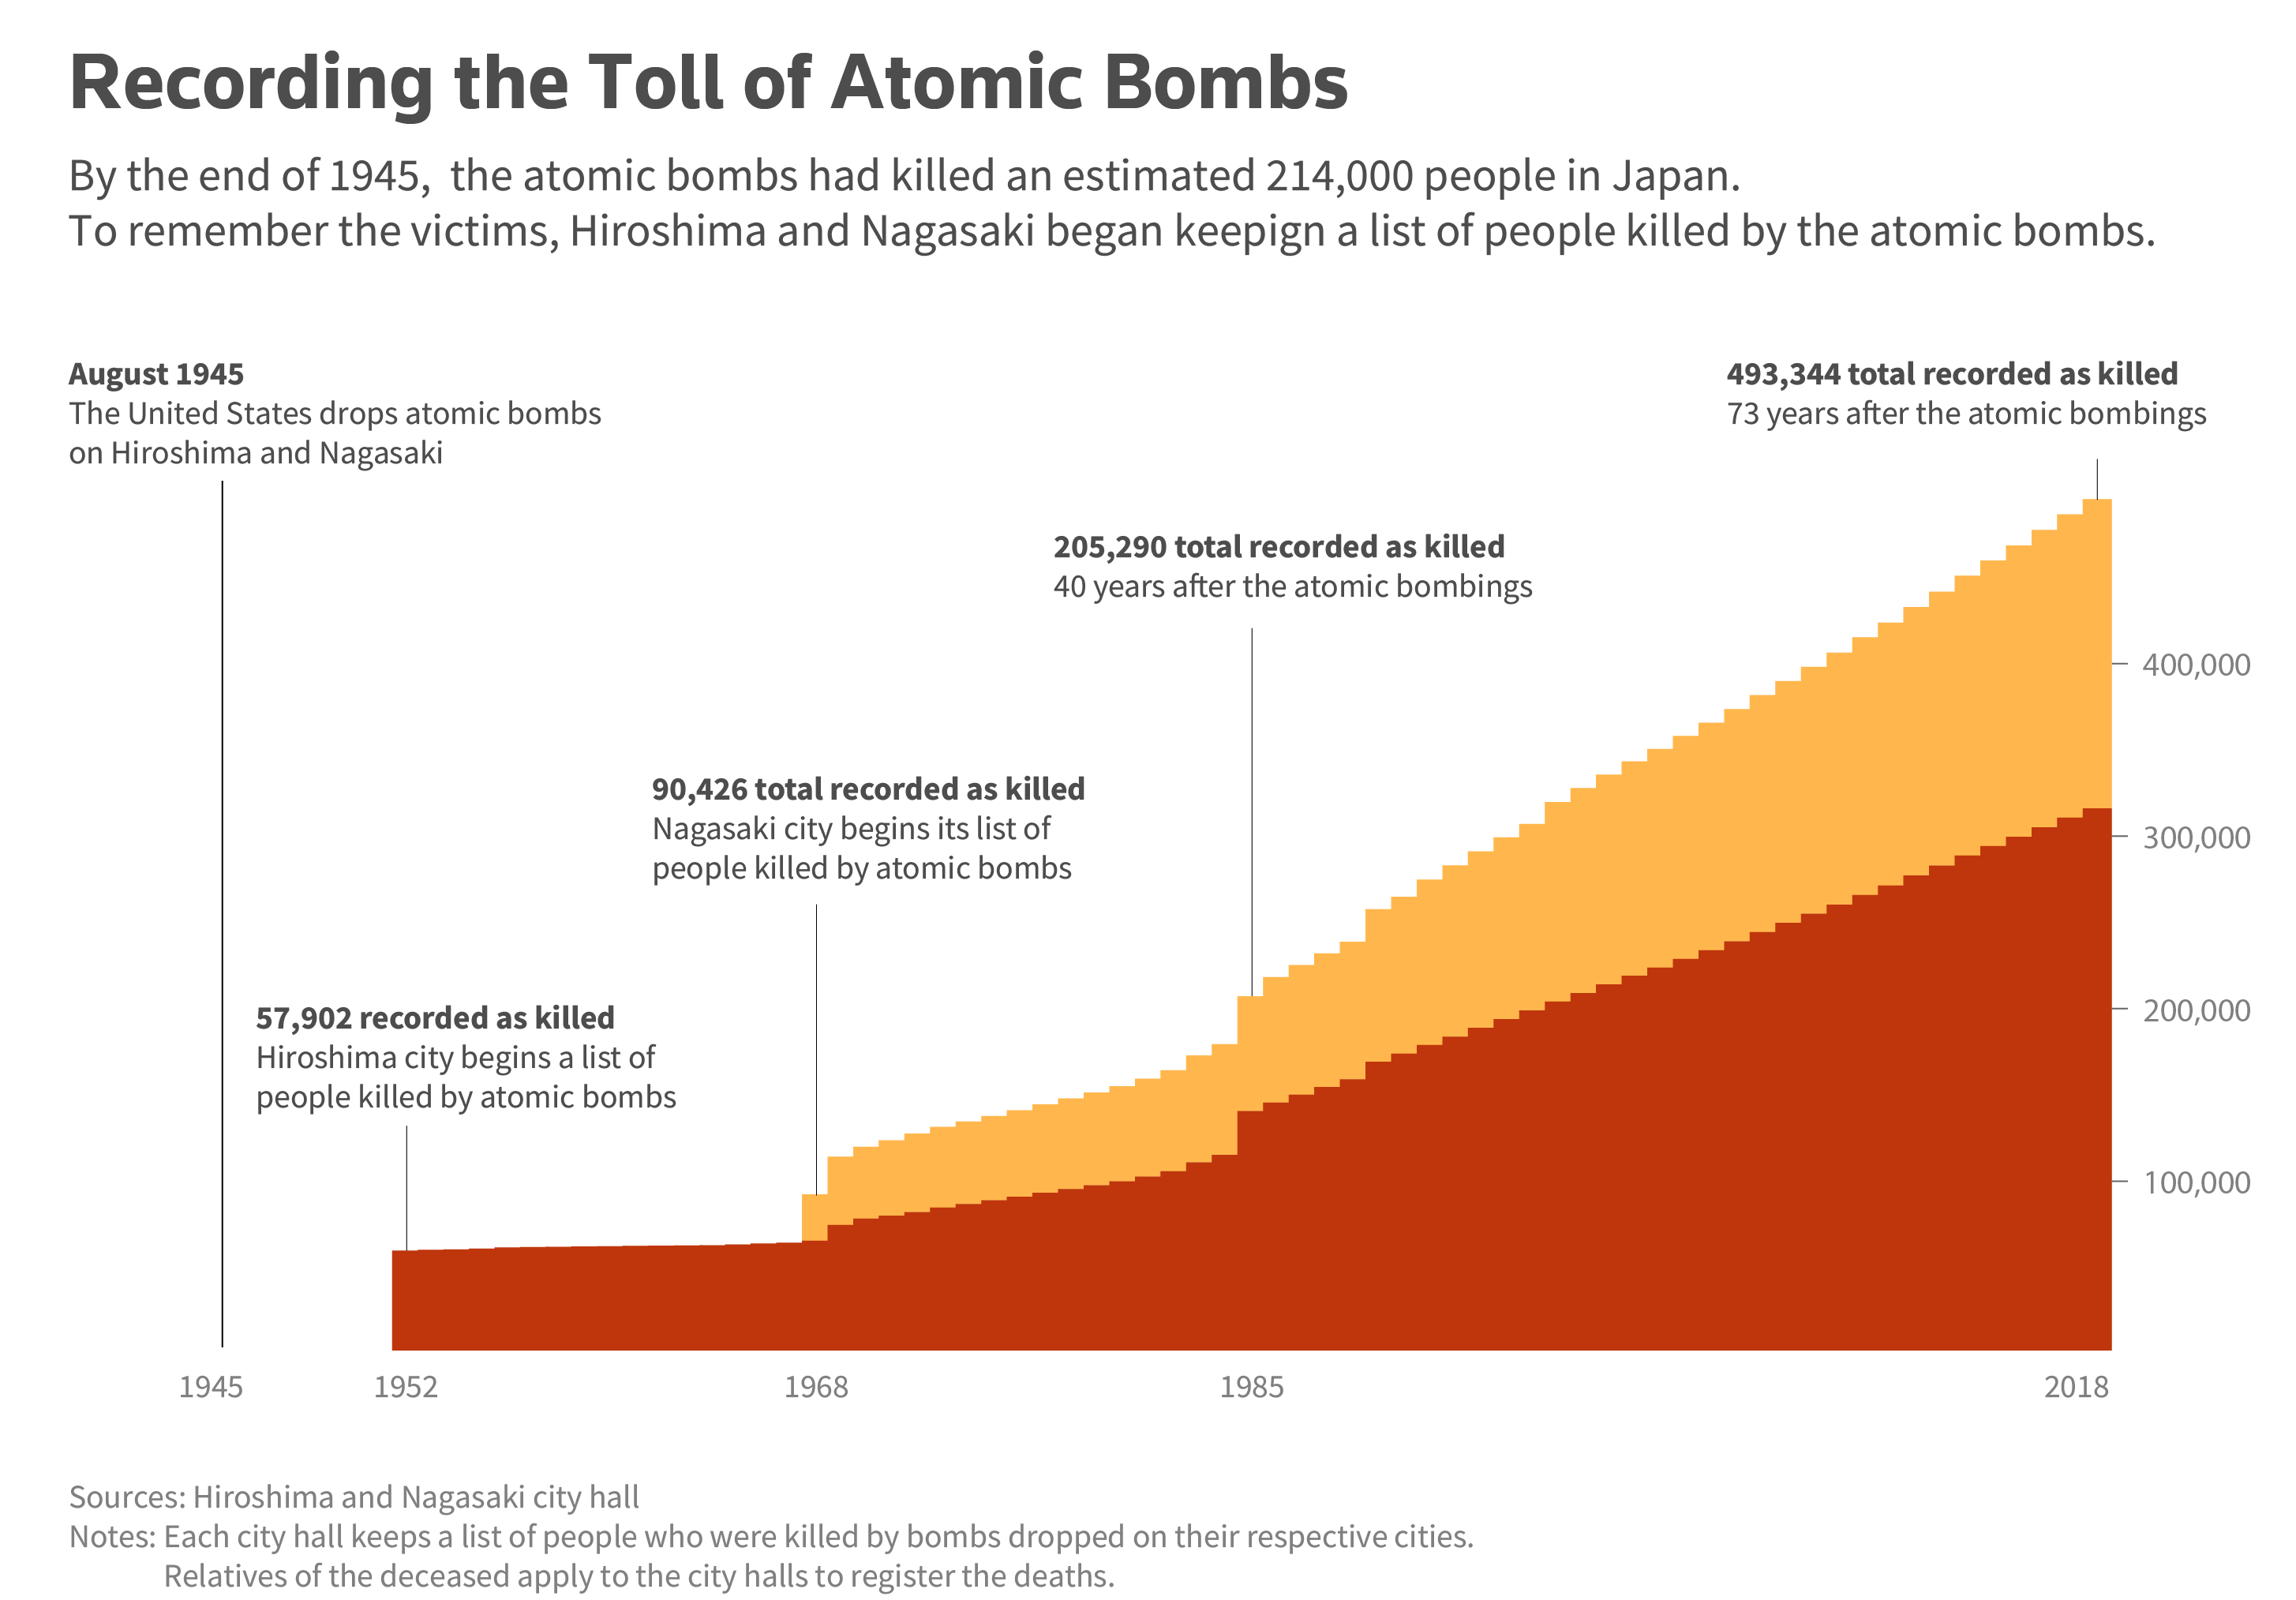 Recording the Toll of Atomic Bombs
By the end of 1945,  the atomic bombs had killed an estimated 214,000 people in Japan.
To remember the victims, Hiroshima and Nagasaki began keepign a list of people killed by the atomic bombs.
August 1945
The United States drops atomic bombs
on Hiroshima and Nagasaki
493,344 total recorded as killed
73 years after the atomic bombings
205,290 total recorded as killed
40 years after the atomic bombings
90,426 total recorded as killed
Nagasaki city begins its list of
people killed by atomic bombs
57,902 recorded as killed
Hiroshima city begins a list of
people killed by atomic bombs
400,000
300,000
200,000
100,000
1945
1952
1968
1985
2018
Sources: Hiroshima and Nagasaki city hall
Notes: Each city hall keeps a list of people who were killed by bombs dropped on their respective cities.
Relatives of the deceased apply to the city halls to register the deaths.